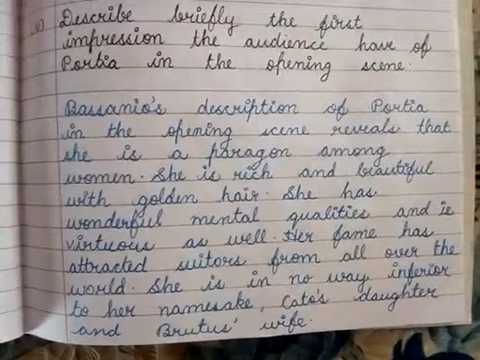 v) Describe briefly the first
impression the audience have of
Portia in the opening scene.
Bassanio's description of Portia
in the opening scene reveals that
she is a paragon among
women. She is rich and beautiful
with golden hair. She has
wonderful mental qualities and is
virtuous as well. Her fame has
attracted suitors from all over the
world. She is in no way inferior
to her namesake, Cato's daughter
and Brutus' wife.